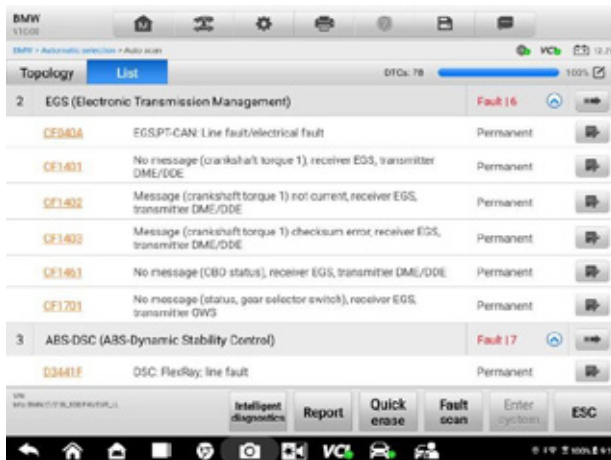 BMW
BMW > Automatic selection > Auto scan
VCI
Topology
List
DTCs: 78
100%
2 EGS (Electronic Transmission Management) Fault | 6
CF040A EGS,PT-CAN: Line fault/electrical fault Permanent
CF1401 No message (crankshaft torque 1), receiver EGS, transmitter DME/DDE Permanent
CF1402 Message (crankshaft torque 1) not current, receiver EGS, transmitter DME/DDE Permanent
CF1403 Message (crankshaft torque 1) checksum error, receiver EGS, transmitter DME/DDE Permanent
CF1461 No message (CBO status), receiver EGS, transmitter DME/DDE Permanent
CF1701 No message (status, gear selector switch), receiver EGS, transmitter GWS Permanent
3 ABS-DSC (ABS-Dynamic Stability Control) Fault | 7
D3441F DSC: FlexRay; line fault Permanent
Intelligent diagnostics
Report
Quick erase
Fault scan
Enter system
ESC
VCI